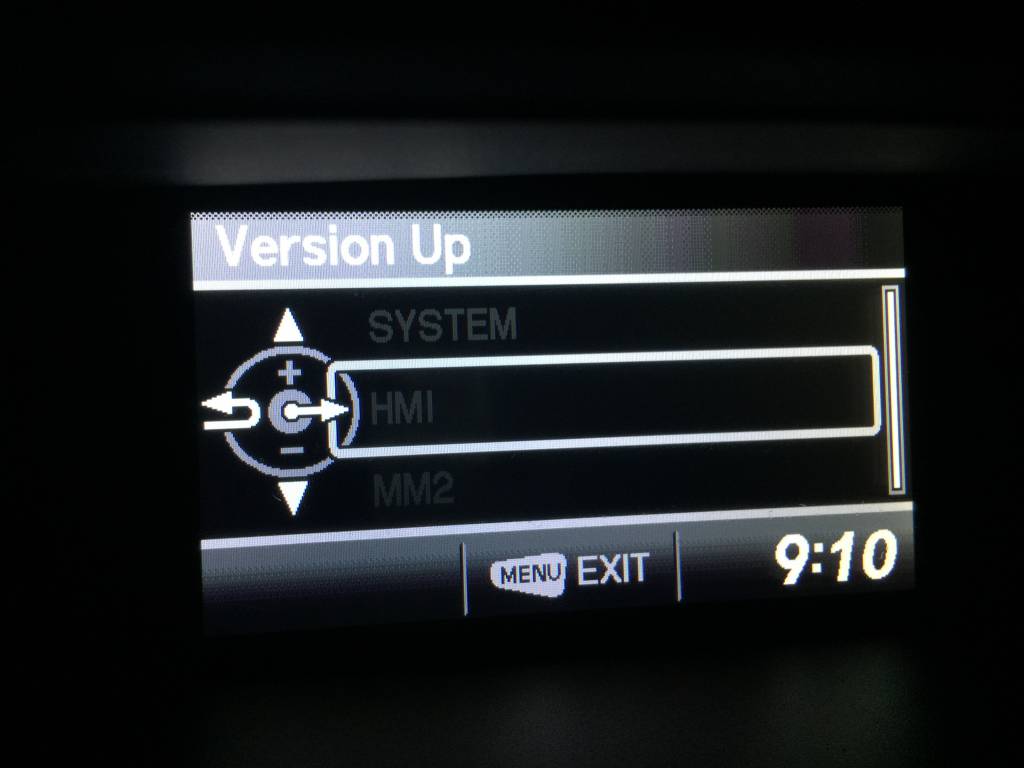 Version Up
SYSTEM
+
HMI
-
MM2
MENU EXIT
9:10